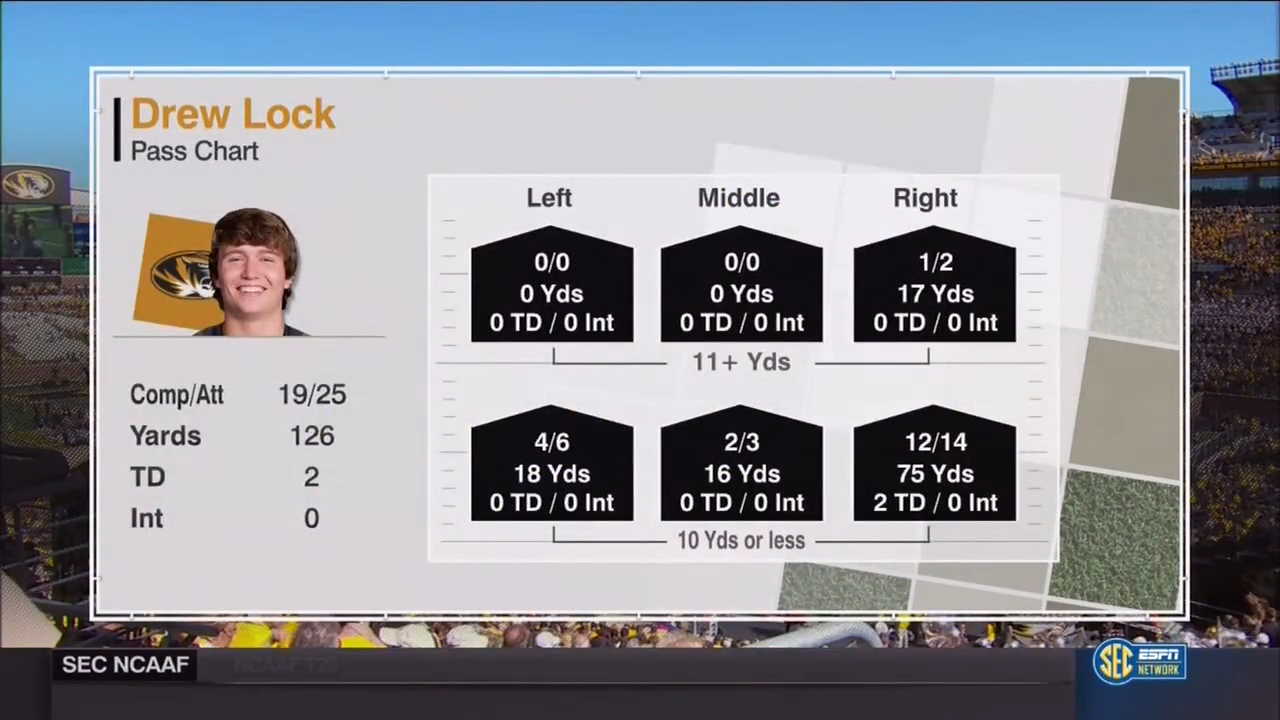 Drew Lock
Pass Chart
Left Middle Right
0/0 0/0 1/2
0 Yds 0 Yds 17 Yds
0 TD / 0 Int 0 TD / 0 Int 0 TD / 0 Int
11+ Yds
4/6 2/3 12/14
18 Yds 16 Yds 75 Yds
0 TD / 0 Int 0 TD / 0 Int 2 TD / 0 Int
10 Yds or less
Comp/Att 19/25
Yards 126
TD 2
Int 0
SEC NCAAF NCAAF T25
SEC ESPN
NETWORK